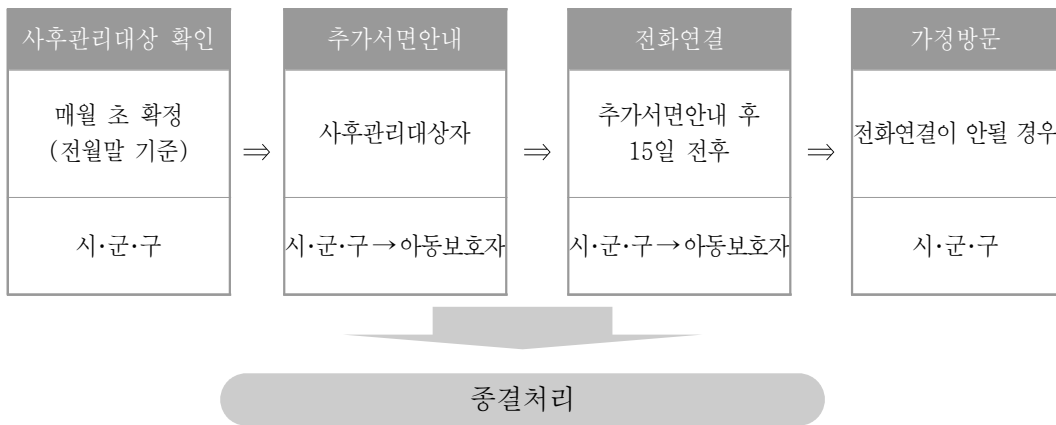 사후관리대상 확인
매월 초 확정
(전월말 기준)
시·군·구
⇒
추가서면안내
사후관리대상자
시·군·구→아동보호자
⇒
전화연결
추가서면안내 후
15일 전후
시·군·구→아동보호자
⇒
가정방문
전화연결이 안될 경우
시·군·구
종결처리